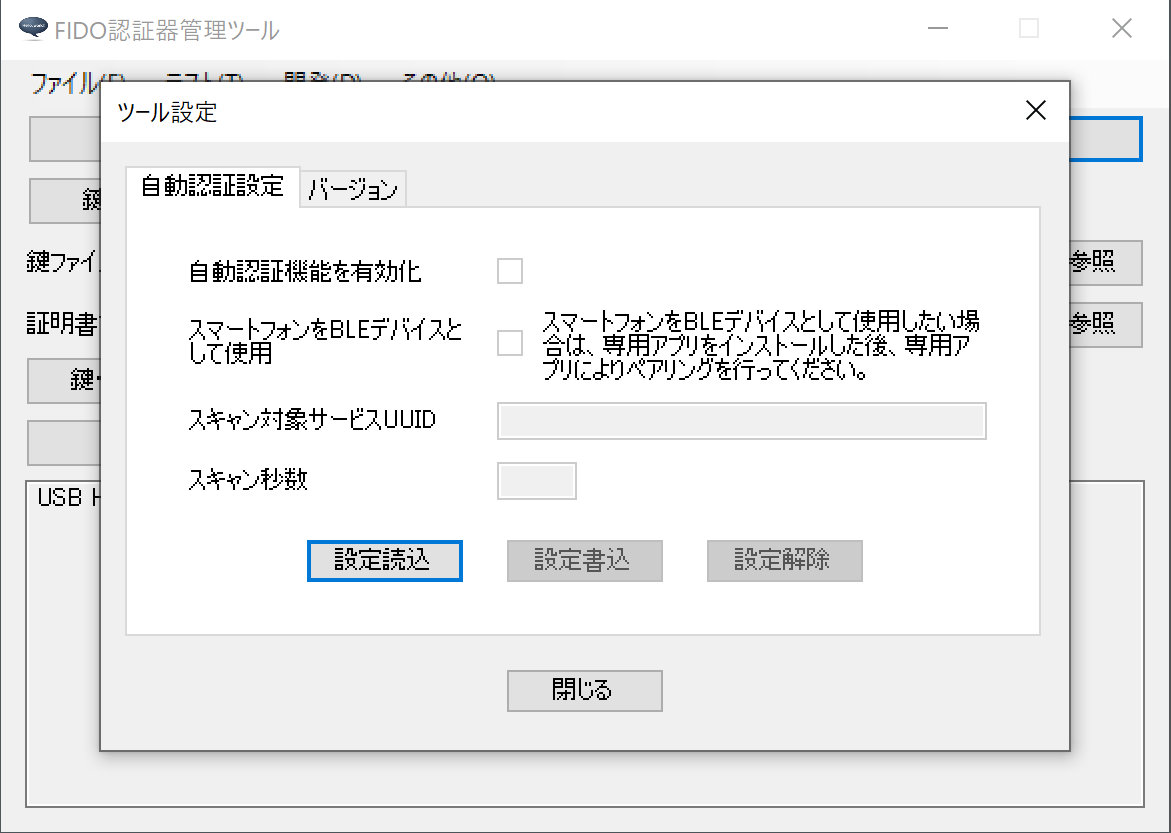 FIDO認証器管理ツール
ツール設定
自動認証設定 バージョン
自動認証機能を有効化
スマートフォンをBLEデバイスと
して使用
スマートフォンをBLEデバイスとして使用したい場
合は、専用アプリをインストールした後、専用ア
プリによりペアリングを行ってください。
スキャン対象サービスUUID
スキャン秒数
設定読込 設定書込 設定解除
閉じる
ファイル(F) テスト(T) 開発(D) その他(O)
鍵
鍵ファイ
参照
証明書
参照
鍵
USB H